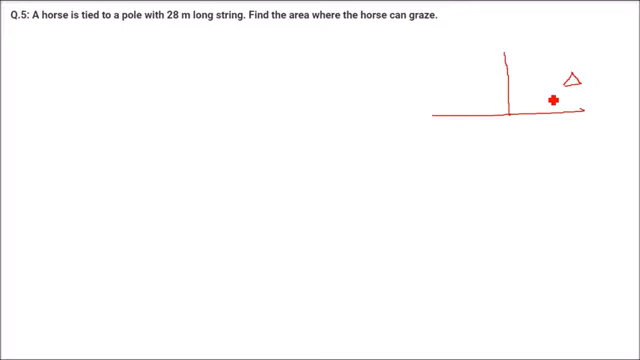 Q.5: A horse is tied to a pole with 28 m long string. Find the area where the horse can graze.